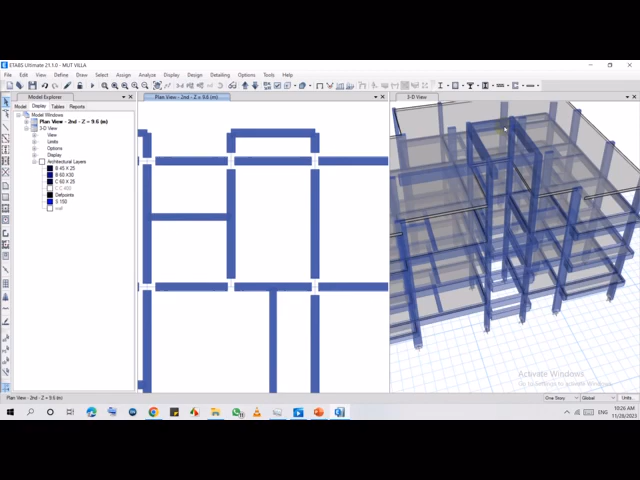 ETABS Ultimate 21.1.0 - MUT VILLA
File Edit View Define Draw Select Assign Analyze Display Design Detailing Options Tools Help
Model Explorer
Plan View - 2nd - Z = 9.6 (m)
3-D View
Model Display Tables Reports
Model Windows
Plan View - 2nd - Z = 9.6 (m)
3-D View
View
Limits
Options
Display
Architectural Layers
B 45 X 25
B 60 X30
C 60 X 25
Defpoints
S 150
wall
Activate Windows
Go to Settings to activate Windows.
Plan View - 2nd - Z = 9.6 (m)
One Story
Global
Units...
ENG
10:26 AM
11/28/2023